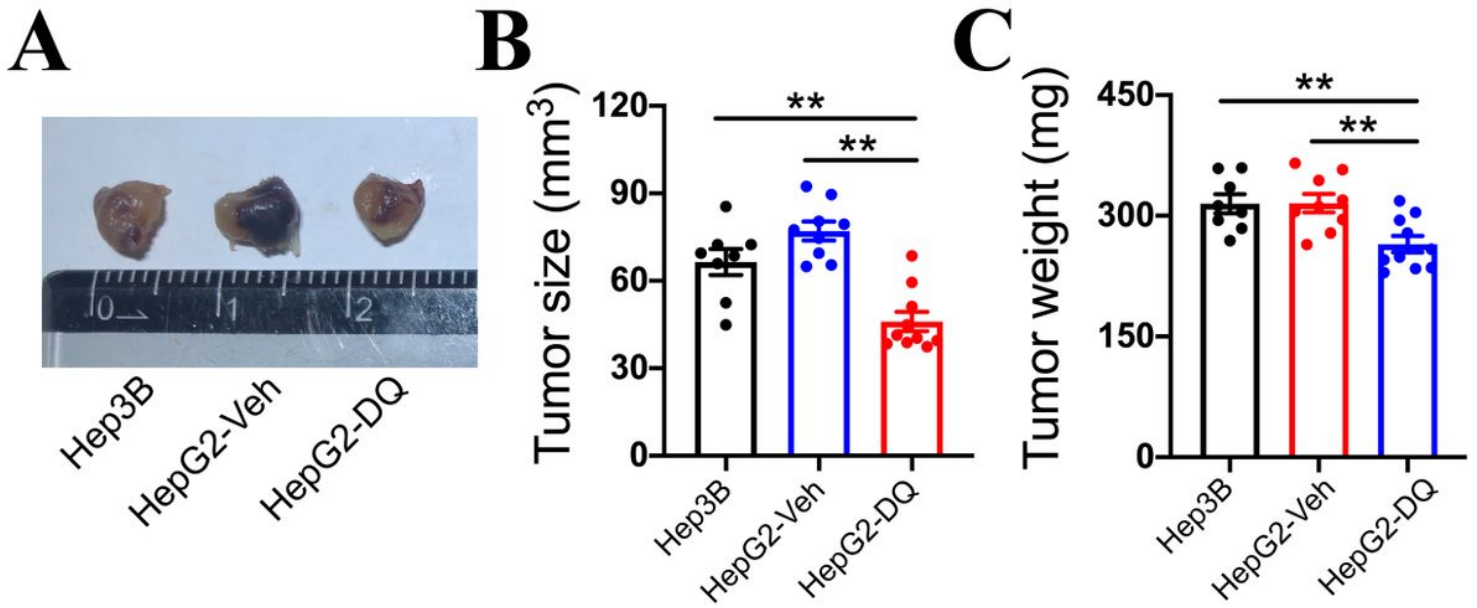 A
0 1 2
Hep3B
HepG2-Veh
HepG2-DQ
B
Tumor size (mm³)
120
90
60
30
0
**
**
Hep3B
HepG2-Veh
HepG2-DQ
C
Tumor weight (mg)
450
300
150
0
**
**
Hep3B
HepG2-Veh
HepG2-DQ